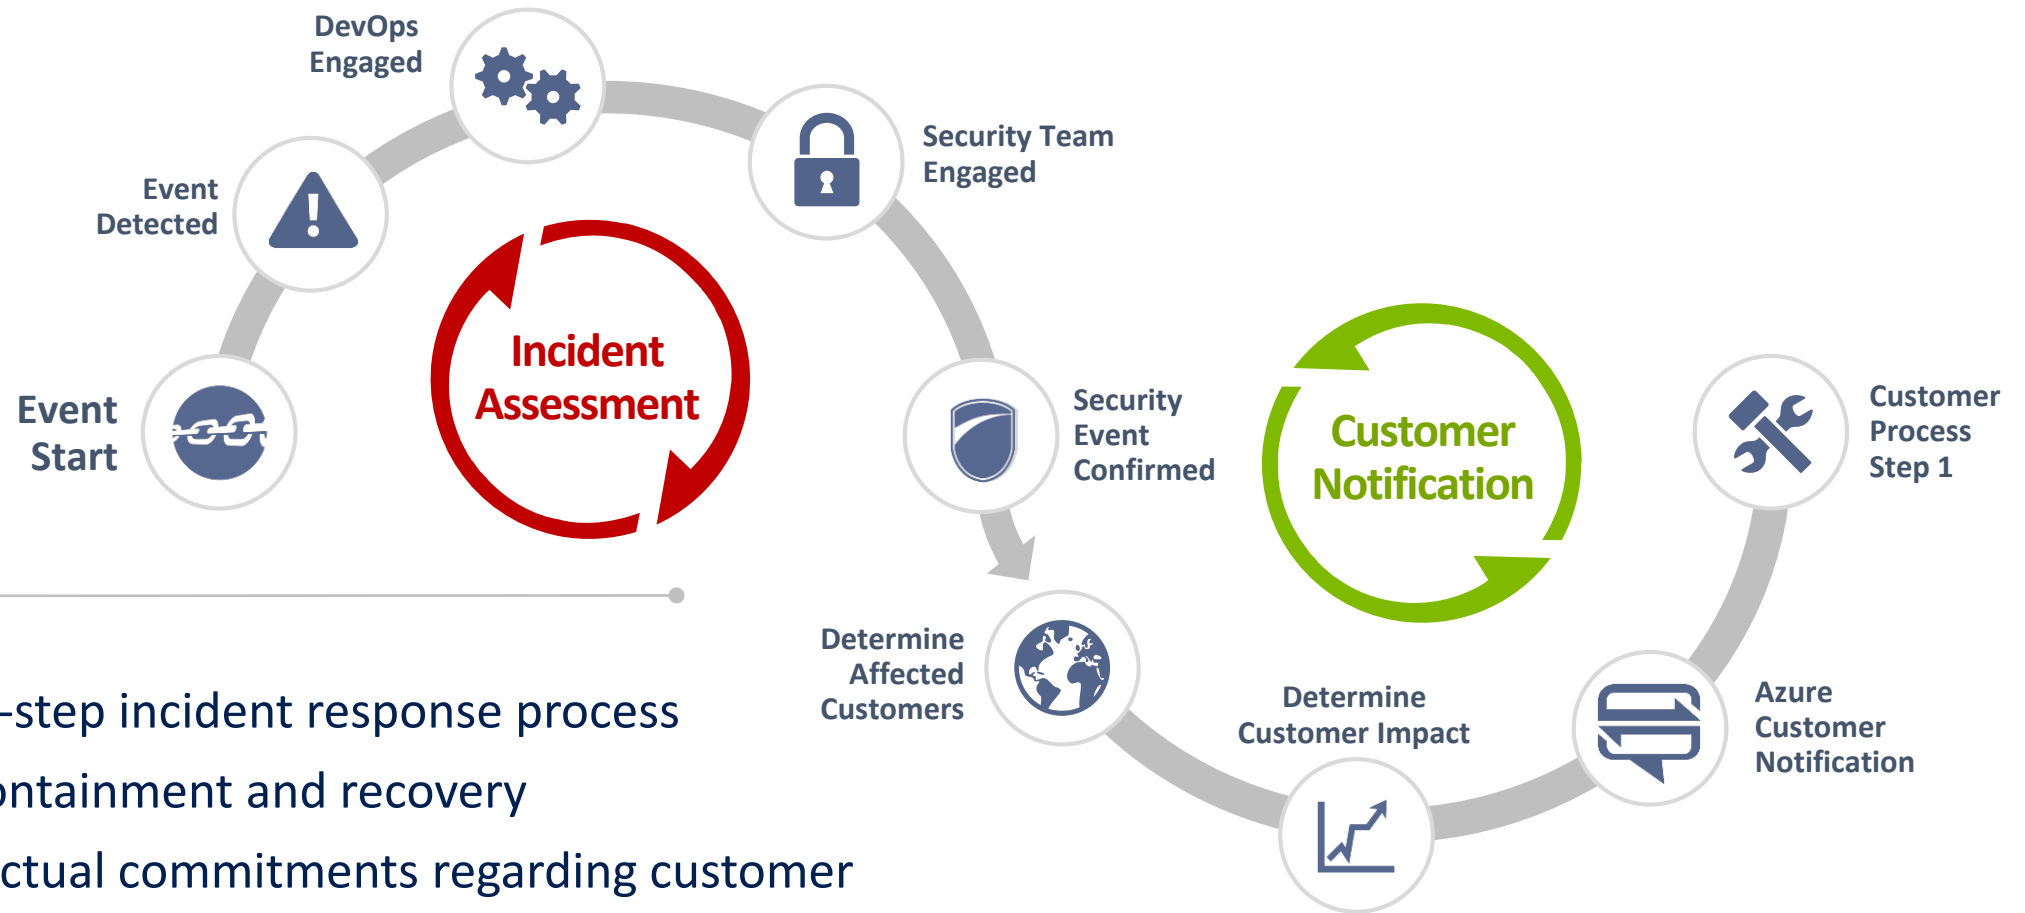 DevOps
Engaged
Event
Detected
Security Team
Engaged
Incident
Assessment
Event
Start
Security
Event
Confirmed
Customer
Notification
Customer
Process
Step 1
Determine
Affected
Customers
Determine
Customer Impact
Azure
Customer
Notification
-step incident response process
ontainment and recovery
ctual commitments regarding customer